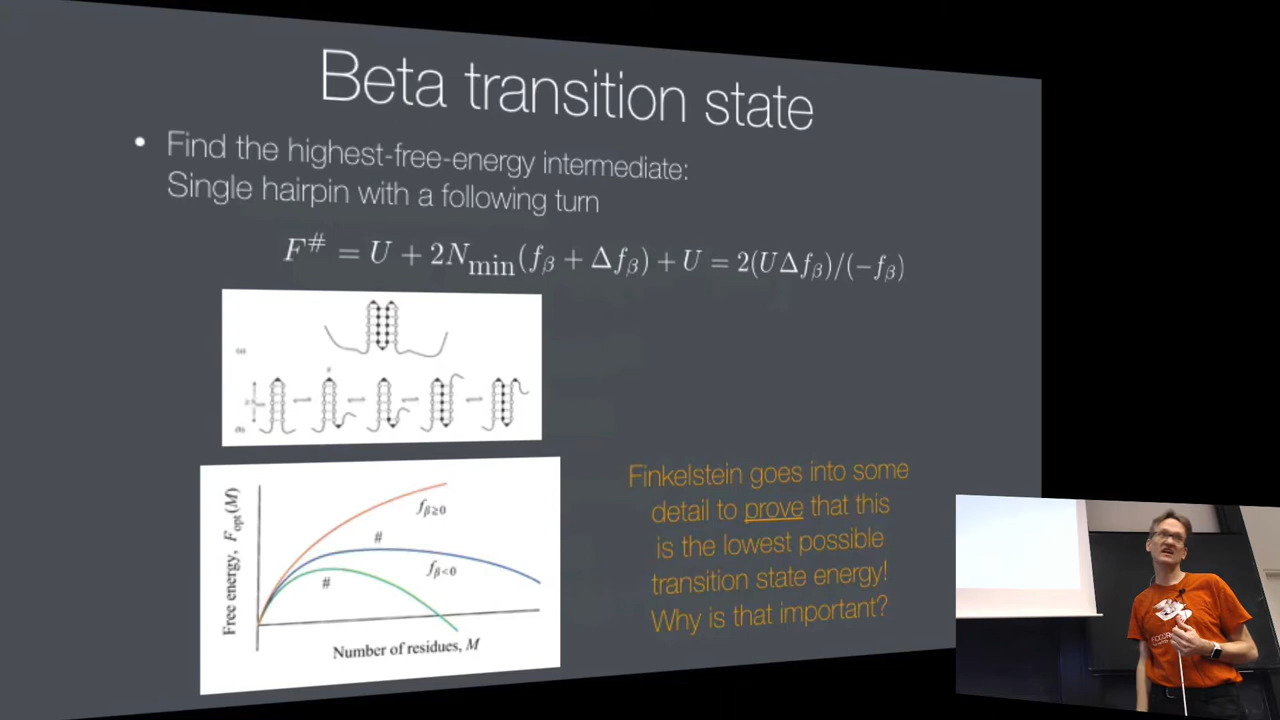 Beta transition state
• Find the highest-free-energy intermediate:
Single hairpin with a following turn
F^# = U + 2N_min(f_β + Δf_β) + U = 2(UΔf_β)/(−f_β)
(a)
#
(b)
Free energy, F_opt(M)
f_β≥0
#
f_β<0
#
Number of residues, M
Finkelstein goes into some
detail to prove that this
is the lowest possible
transition state energy!
Why is that important?